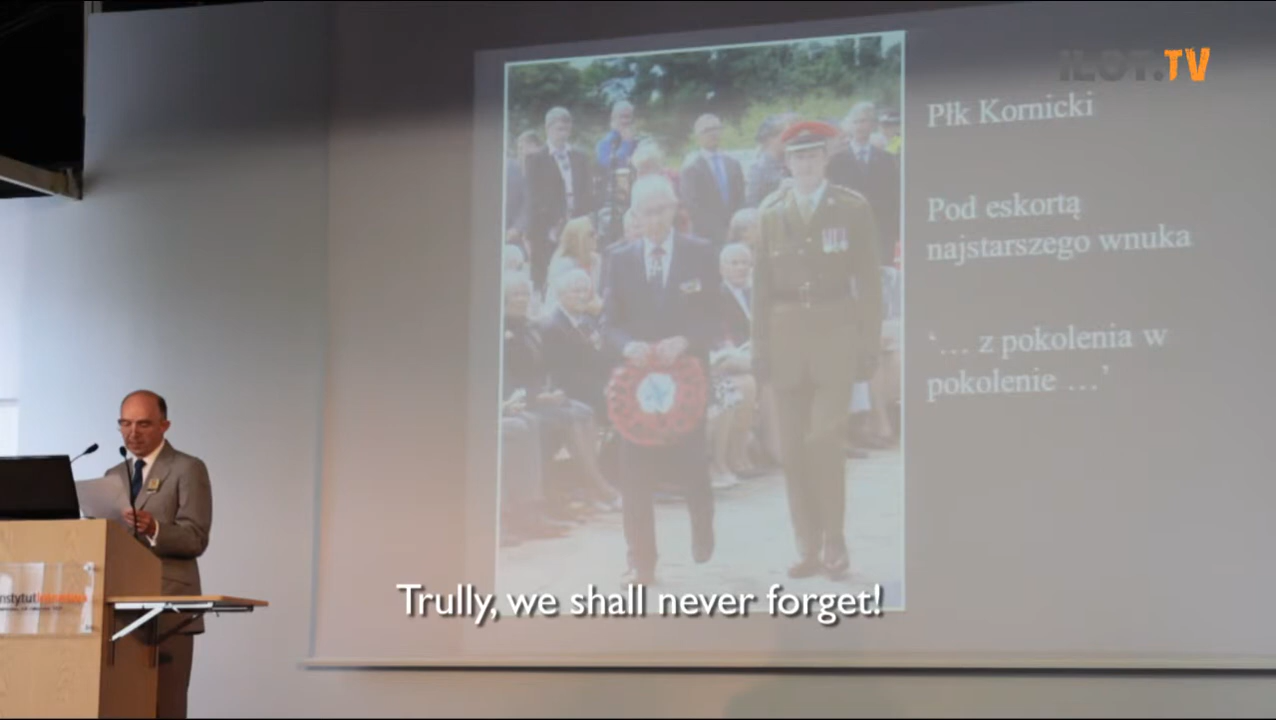 ILOT.TV
Płk Kornicki
Pod eskortą
najstarszego wnuka
‘… z pokolenia w
pokolenie …’
Trully, we shall never forget!